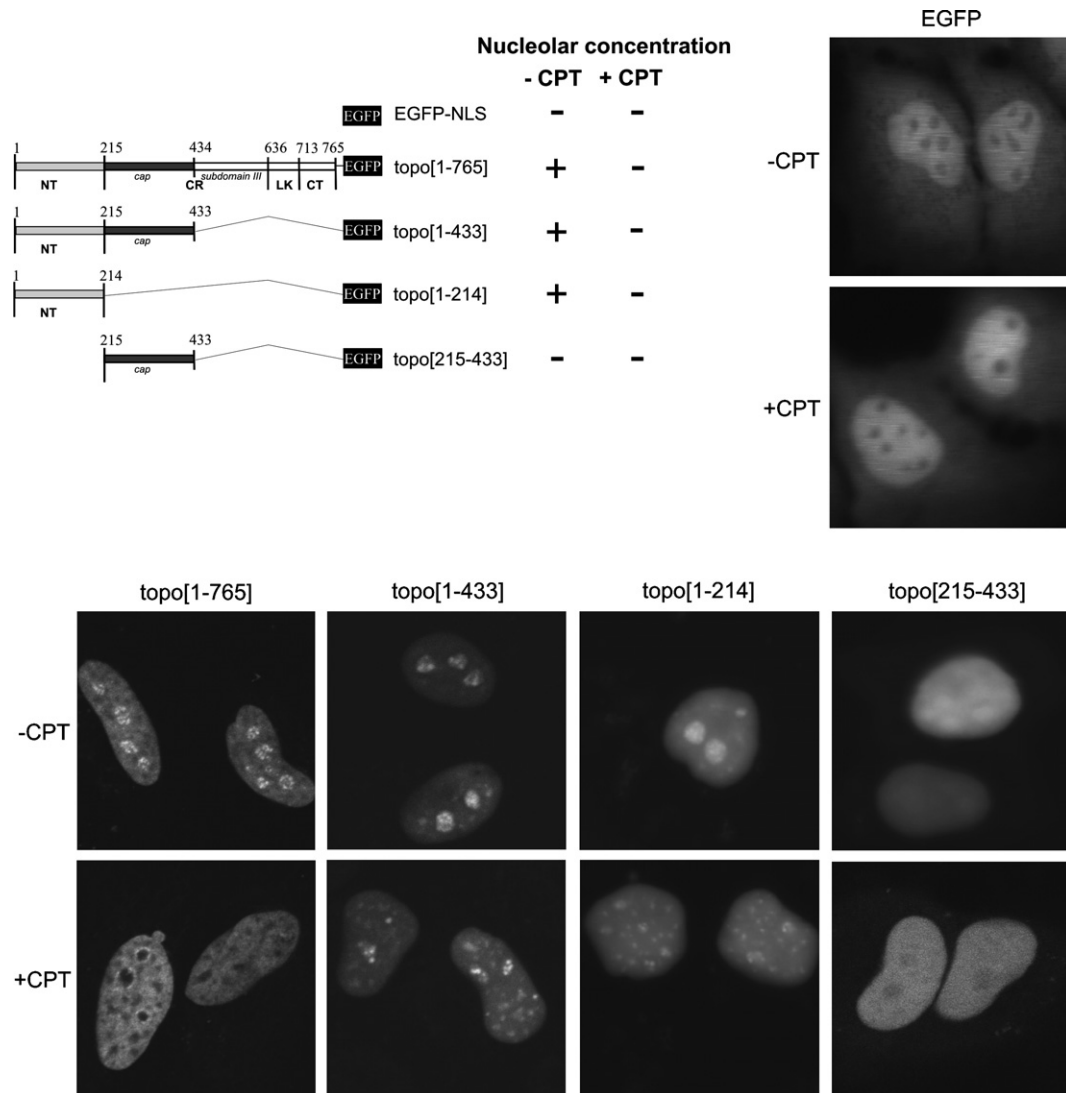 EGFP
Nucleolar concentration
- CPT + CPT
EGFP EGFP-NLS - -
1 215 434 636 713 765
EGFP topo[1-765] + -
NT cap CR subdomain III LK CT
1 215 433
EGFP topo[1-433] + -
NT cap
1 214
EGFP topo[1-214] + -
NT
215 433
EGFP topo[215-433] - -
cap
-CPT
+CPT
topo[1-765] topo[1-433] topo[1-214] topo[215-433]
-CPT
+CPT